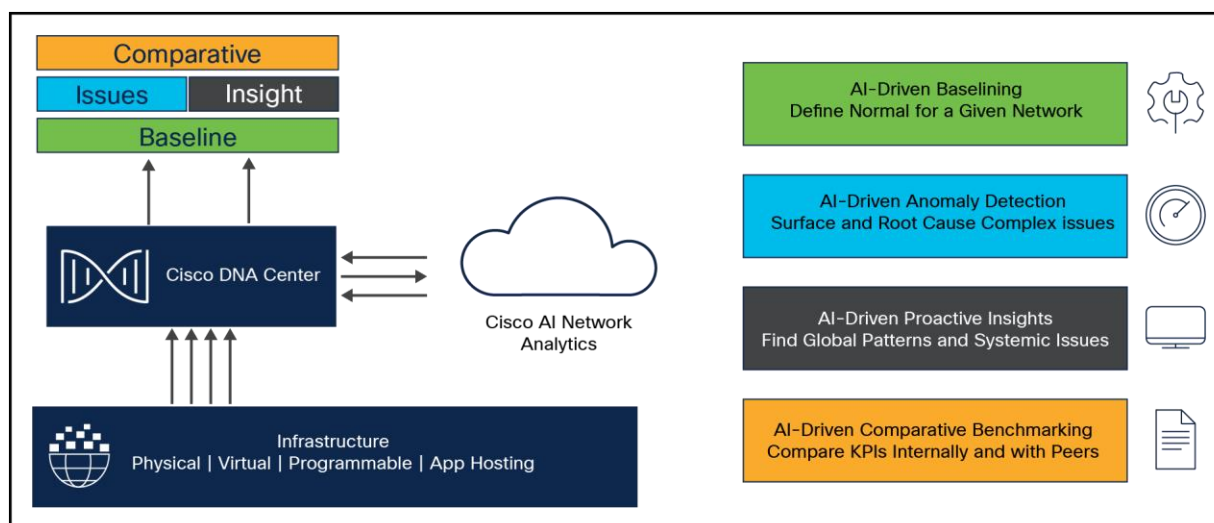 Comparative
Issues
Insight
Baseline
Cisco DNA Center
Cisco AI Network
Analytics
Infrastructure
Physical | Virtual | Programmable | App Hosting
AI-Driven Baselining
Define Normal for a Given Network
AI-Driven Anomaly Detection
Surface and Root Cause Complex issues
AI-Driven Proactive Insights
Find Global Patterns and Systemic Issues
AI-Driven Comparative Benchmarking
Compare KPIs Internally and with Peers